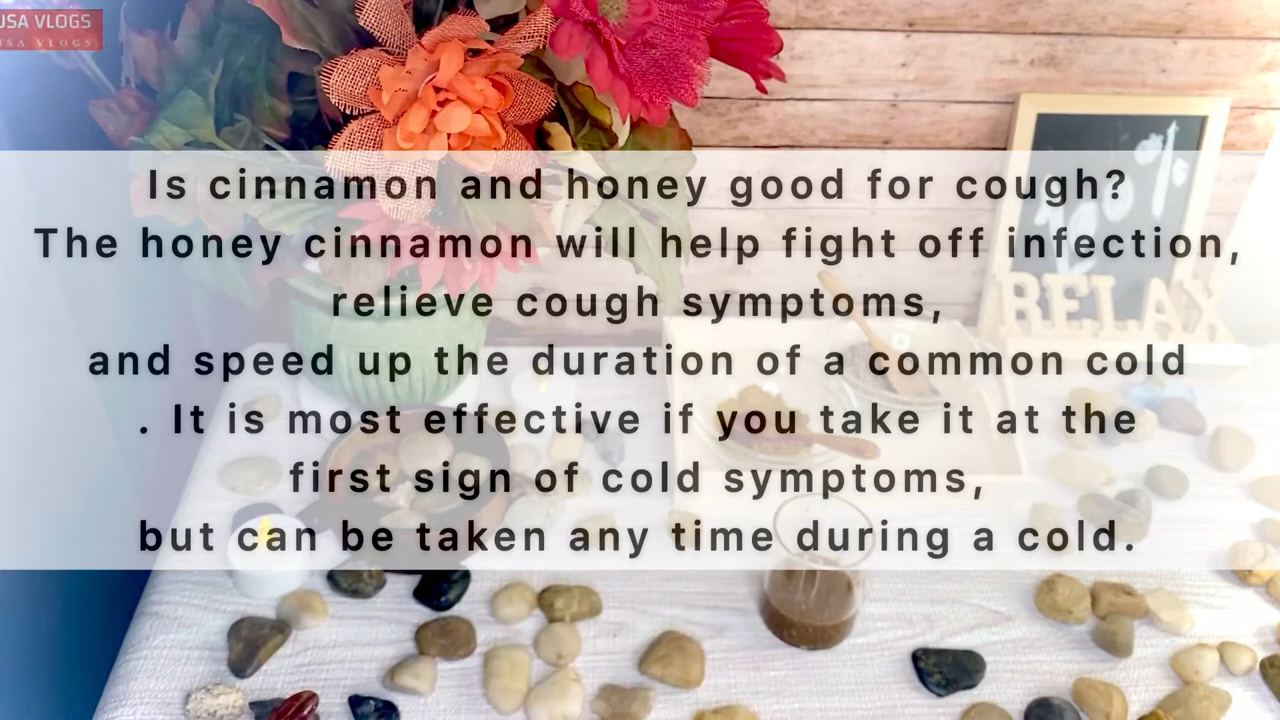 USA VLOGS
USA VLOGS
Is cinnamon and honey good for cough?
The honey cinnamon will help fight off infection,
relieve cough symptoms,
and speed up the duration of a common cold
. It is most effective if you take it at the
first sign of cold symptoms,
but can be taken any time during a cold.
100%
RELAX